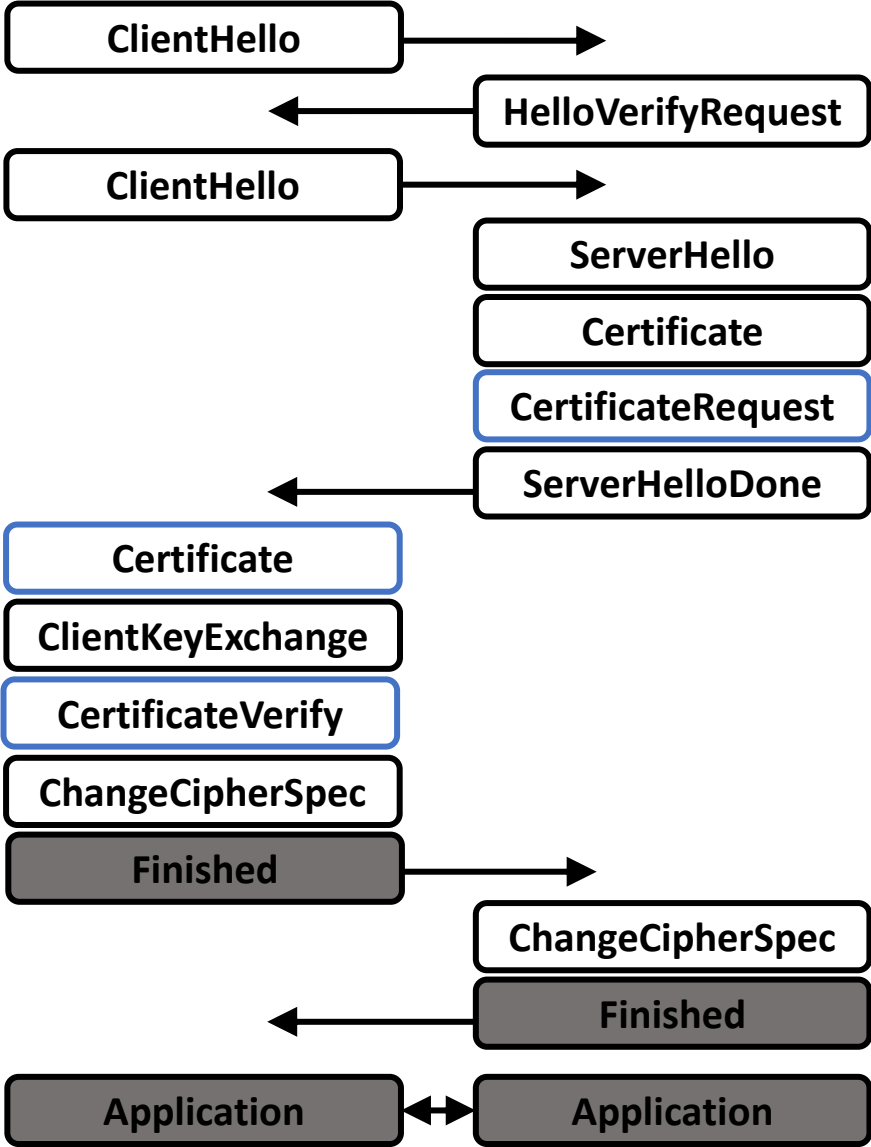 ClientHello
HelloVerifyRequest
ClientHello
ServerHello
Certificate
CertificateRequest
ServerHelloDone
Certificate
ClientKeyExchange
CertificateVerify
ChangeCipherSpec
Finished
ChangeCipherSpec
Finished
Application
Application